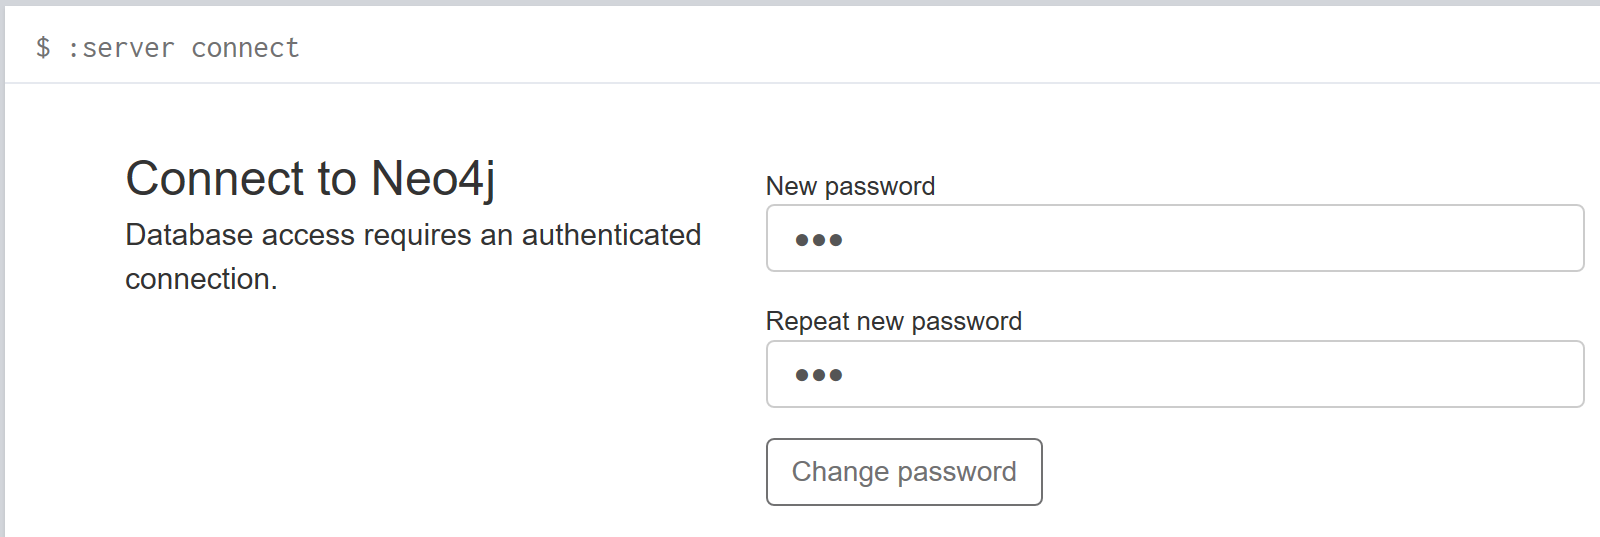 $ :server connect
Connect to Neo4j
Database access requires an authenticated
connection.
New password
●●●
Repeat new password
●●●
Change password